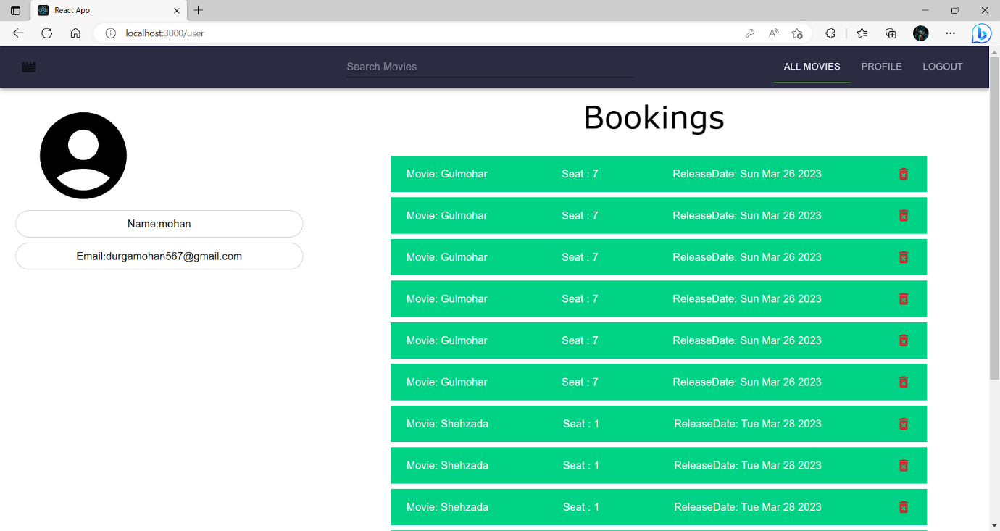 React App
localhost:3000/user
Search Movies
ALL MOVIES PROFILE LOGOUT
Bookings
Name:mohan
Email:durgamohan567@gmail.com
Movie: Gulmohar Seat : 7 ReleaseDate: Sun Mar 26 2023
Movie: Gulmohar Seat : 7 ReleaseDate: Sun Mar 26 2023
Movie: Gulmohar Seat : 7 ReleaseDate: Sun Mar 26 2023
Movie: Gulmohar Seat : 7 ReleaseDate: Sun Mar 26 2023
Movie: Gulmohar Seat : 7 ReleaseDate: Sun Mar 26 2023
Movie: Gulmohar Seat : 7 ReleaseDate: Sun Mar 26 2023
Movie: Shehzada Seat : 1 ReleaseDate: Tue Mar 28 2023
Movie: Shehzada Seat : 1 ReleaseDate: Tue Mar 28 2023
Movie: Shehzada Seat : 1 ReleaseDate: Tue Mar 28 2023